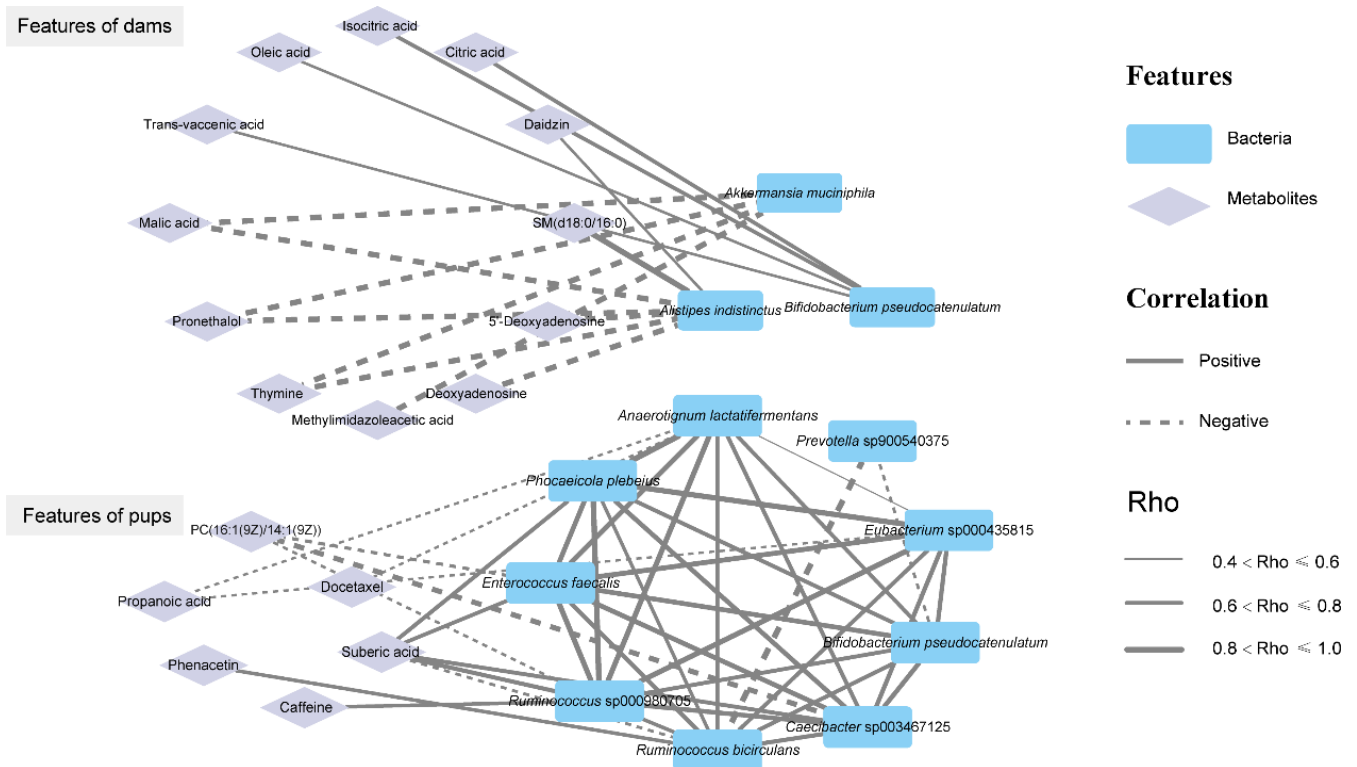 Features of dams
Isocitric acid
Oleic acid
Citric acid
Trans-vaccenic acid
Daidzin
Akkermansia muciniphila
Malic acid
SM(d18:0/16:0)
Pronethalol
5'-Deoxyadenosine
Alistipes indistinctus
Bifidobacterium pseudocatenulatum
Thymine
Deoxyadenosine
Methylimidazoleacetic acid
Anaerotignum lactatifermentans
Prevotella sp900540375
Phocaeicola plebeius
Features of pups
PC(16:1(9Z)/14:1(9Z))
Eubacterium sp000435815
Enterococcus faecalis
Docetaxel
Propanoic acid
Bifidobacterium pseudocatenulatum
Suberic acid
Phenacetin
Ruminococcus sp000980705
Caffeine
Caecibacter sp003467125
Ruminococcus bicirculans
Features
Bacteria
Metabolites
Correlation
Positive
Negative
Rho
0.4 < Rho ⩽ 0.6
0.6 < Rho ⩽ 0.8
0.8 < Rho ⩽ 1.0